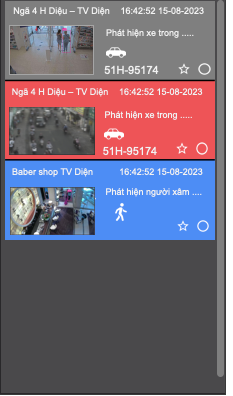 Ngã 4 H Diệu – TV Diện 16:42:52 15-08-2023
Phát hiện xe trong .....
51H-95174
Ngã 4 H Diệu – TV Diện 16:42:52 15-08-2023
Phát hiện xe trong .....
51H-95174
Baber shop TV Diện 16:42:52 15-08-2023
Phát hiện người xâm ....